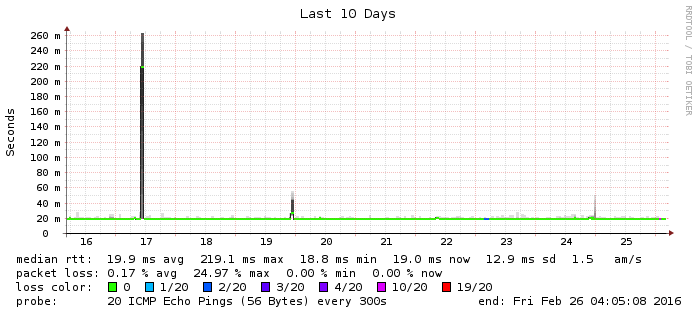 Last 10 Days
RRDTOOL / TOBI OETIKER
Seconds
260 m
240 m
220 m
200 m
180 m
160 m
140 m
120 m
100 m
80 m
60 m
40 m
20 m
0
16 17 18 19 20 21 22 23 24 25
median rtt: 19.9 ms avg 219.1 ms max 18.8 ms min 19.0 ms now 12.9 ms sd 1.5 am/s
packet loss: 0.17 % avg 24.97 % max 0.00 % min 0.00 % now
loss color: 0 1/20 2/20 3/20 4/20 10/20 19/20
probe: 20 ICMP Echo Pings (56 Bytes) every 300s end: Fri Feb 26 04:05:08 2016